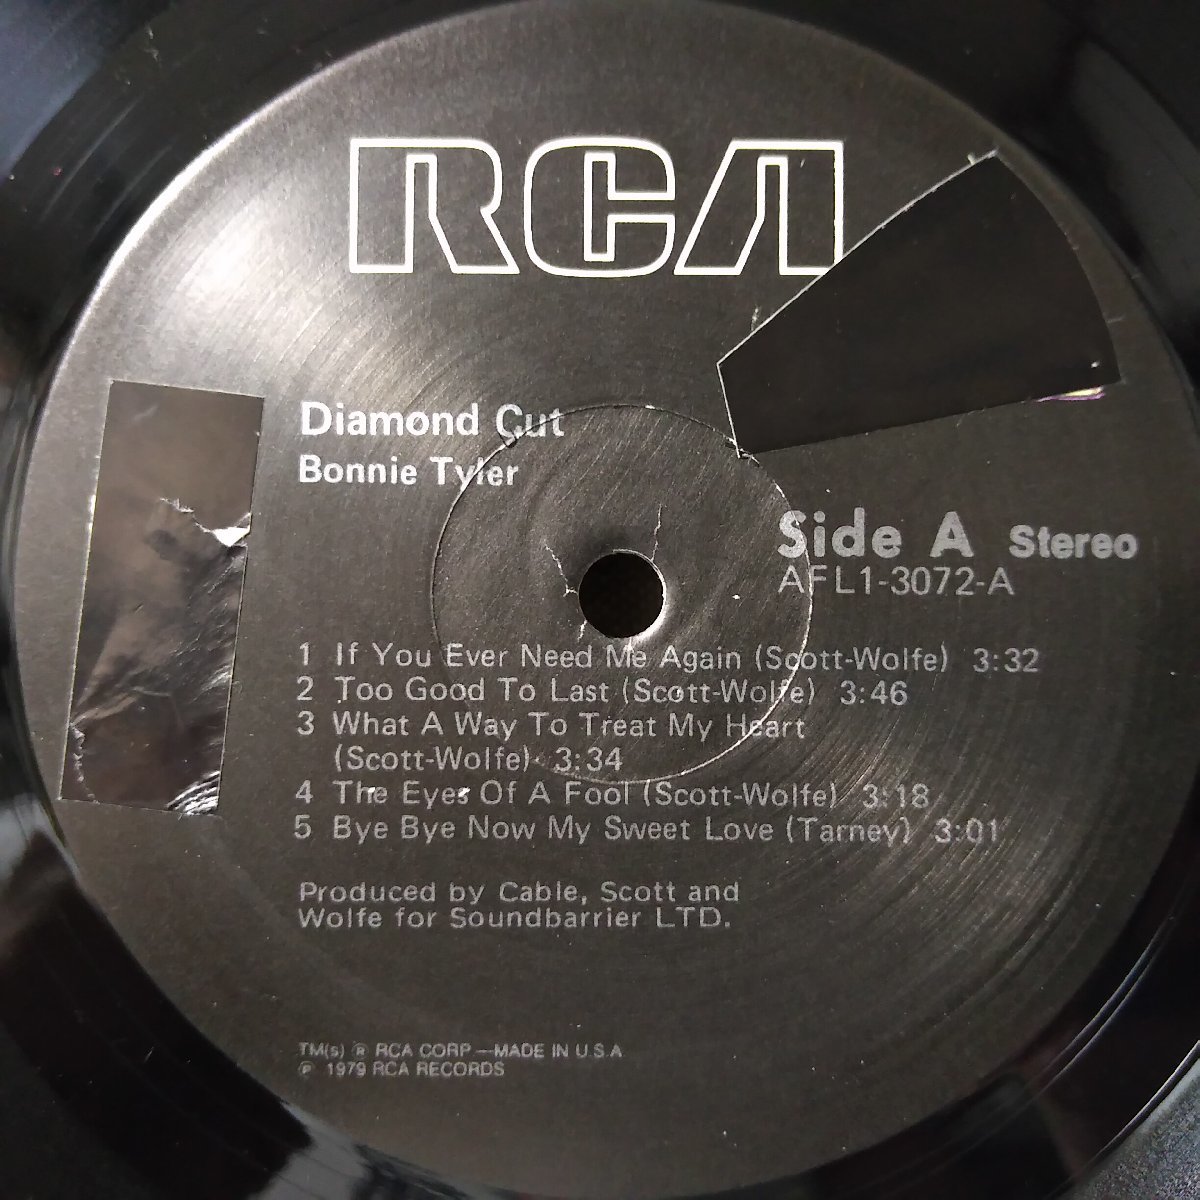 RCA
Diamond Cut
Bonnie Tyler
Side A Stereo
AFL1-3072-A
1 If You Ever Need Me Again (Scott-Wolfe) 3:32
2 Too Good To Last (Scott-Wolfe) 3:46
3 What A Way To Treat My Heart
(Scott-Wolfe) 3:34
4 The Eyes Of A Fool (Scott-Wolfe) 3:18
5 Bye Bye Now My Sweet Love (Tarney) 3:01
Produced by Cable, Scott and
Wolfe for Soundbarrier LTD.
TM(s) ® RCA CORP —MADE IN U.S.A
℗ 1979 RCA RECORDS